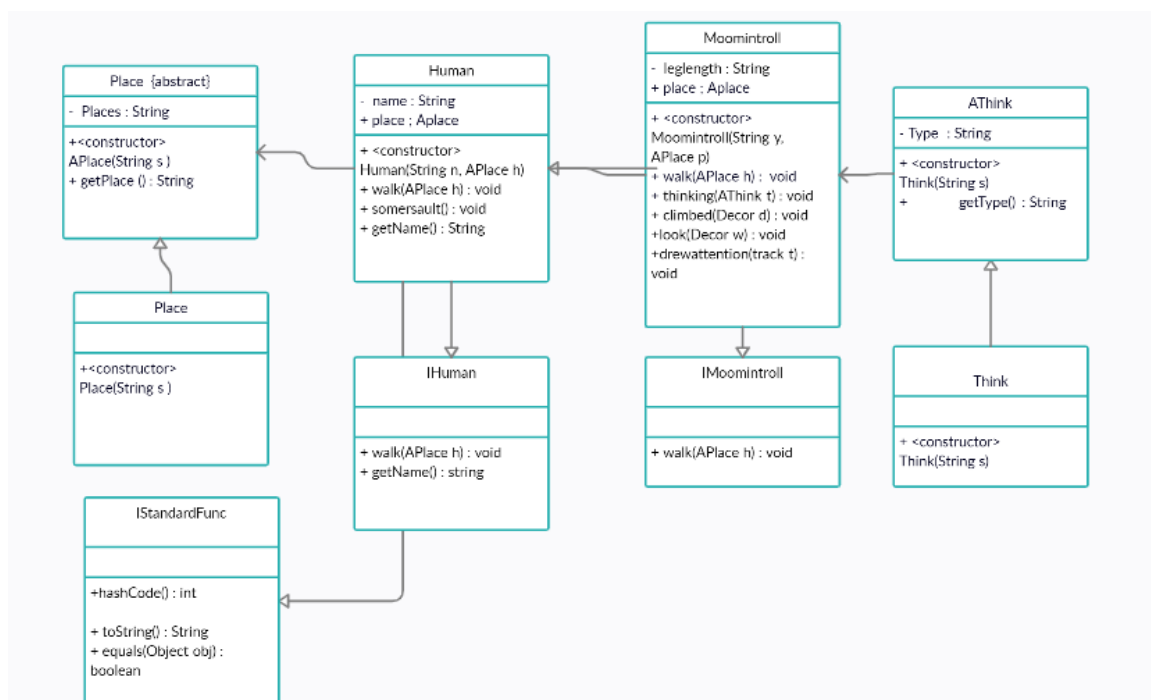 Place {abstract}
- Places : String
+<constructor>
APlace(String s )
+ getPlace () : String
Human
- name : String
+ place ; Aplace
+ <constructor>
Human(String n, APlace h)
+ walk(APlace h) : void
+ somersault() : void
+ getName() : String
Moomintroll
- leglength : String
+ place ; Aplace
+ <constructor>
Moomintroll(String y,
APlace p)
+ walk(APlace h) : void
+ thinking(AThink t) : void
+ climbed(Decor d) : void
+look(Decor w) : void
+drewattention(track t) :
void
AThink
- Type : String
+ <constructor>
Think(String s)
+ getType() : String
Place
+<constructor>
Place(String s )
IHuman
+ walk(APlace h) : void
+ getName() : string
IMoomintroll
+ walk(APlace h) : void
Think
+ <constructor>
Think(String s)
IStandardFunc
+hashCode() : int
+ toString() : String
+ equals(Object obj) :
boolean